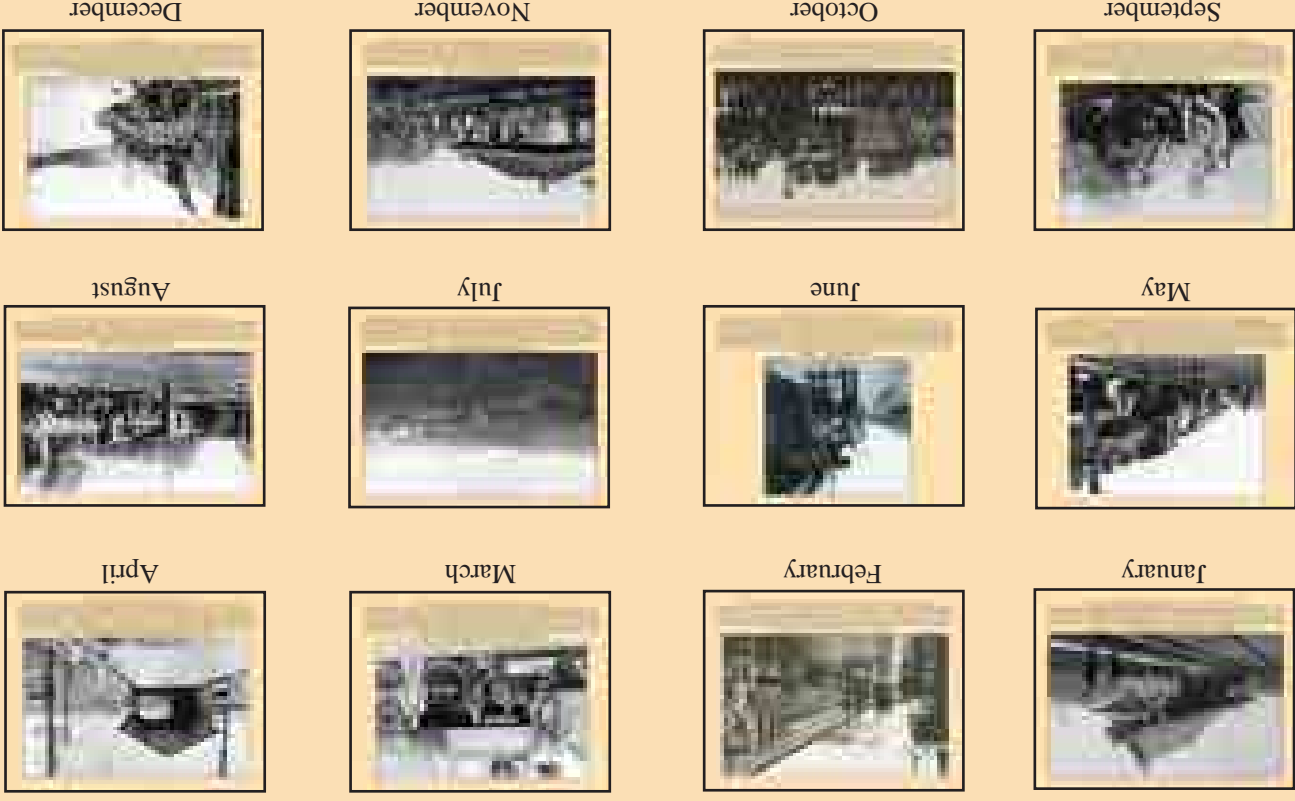 January February March April
May June July August
September October November December